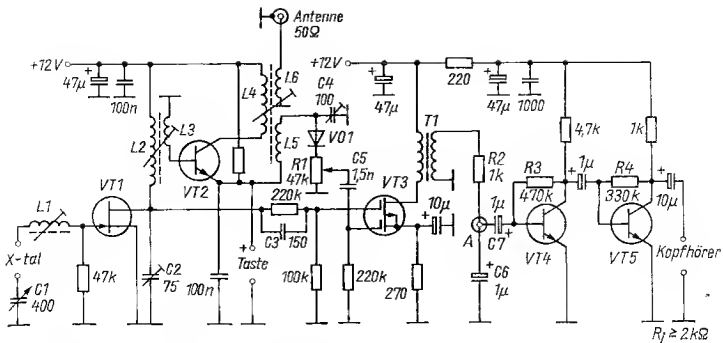 Antenne
50Ω
+12V
+
47μ
100n
L4
L6
C4
100
+12V
+
47μ
220
+
47μ
1000
L2
L3
L5
VD1
T1
4,7k
1k
VT2
R1
47k
C5
1,5n
VT3
R2
1k
R3
470k
1μ
+
R4
330k
+
10μ
L1
VT1
220k
C3
150
+
10μ
1μ
A
C7
+
VT4
VT5
Kopfhörer
X-tal
C1
400
47k
C2
75
100n
+
Taste
100k
220k
270
+
C6
1μ
Ri ≥ 2kΩ